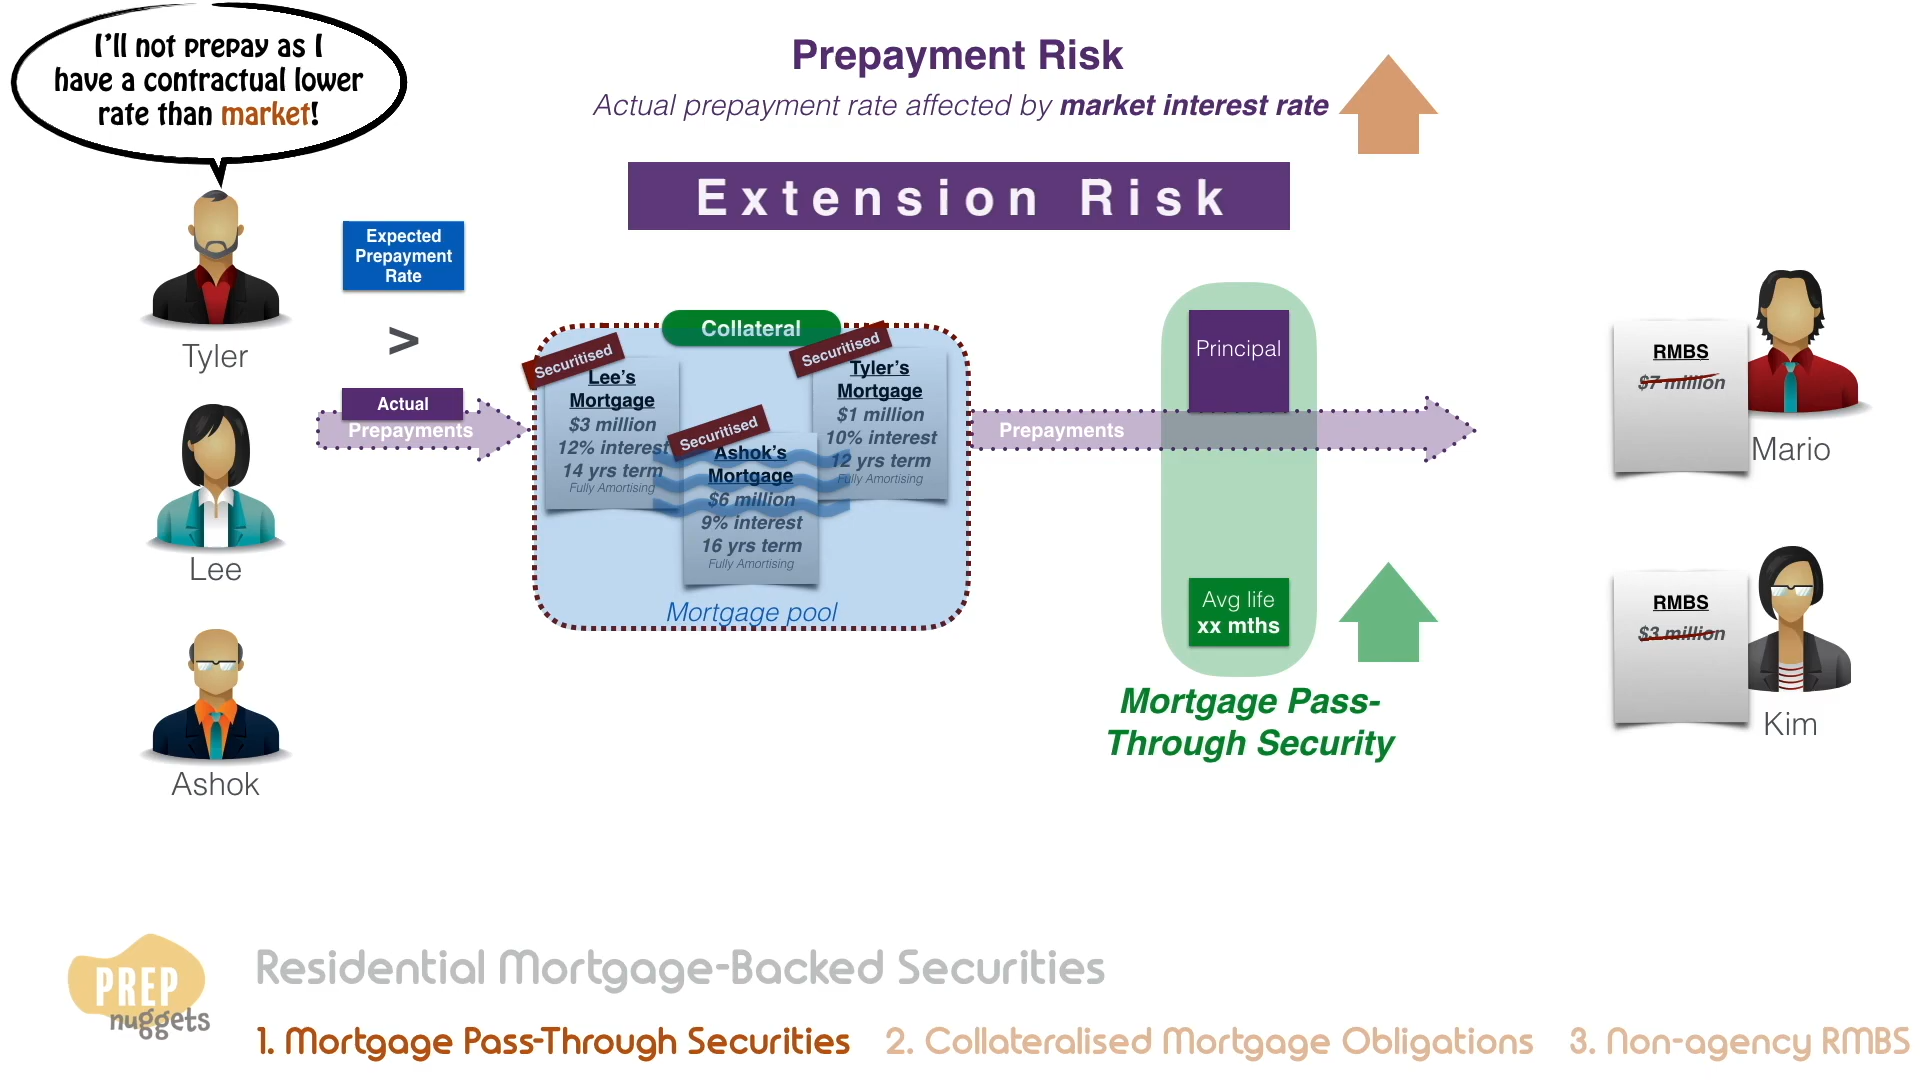 I'll not prepay as I
have a contractual lower
rate than market!
Prepayment Risk
Actual prepayment rate affected by market interest rate
Extension Risk
Tyler
Expected
Prepayment
Rate
>
Actual
Prepayments
Lee
Ashok
Collateral
Securitised
Lee's
Mortgage
$3 million
12% interest
14 yrs term
Fully Amortising
Securitised
Ashok's
Mortgage
$6 million
9% interest
16 yrs term
Fully Amortising
Securitised
Tyler's
Mortgage
$1 million
10% interest
12 yrs term
Fully Amortising
Mortgage pool
Prepayments
Principal
Avg life
xx mths
Mortgage Pass-
Through Security
RMBS
$7 million
Mario
RMBS
$3 million
Kim
PREP
nuggets
Residential Mortgage-Backed Securities
1. Mortgage Pass-Through Securities 2. Collateralised Mortgage Obligations 3. Non-agency RMBS